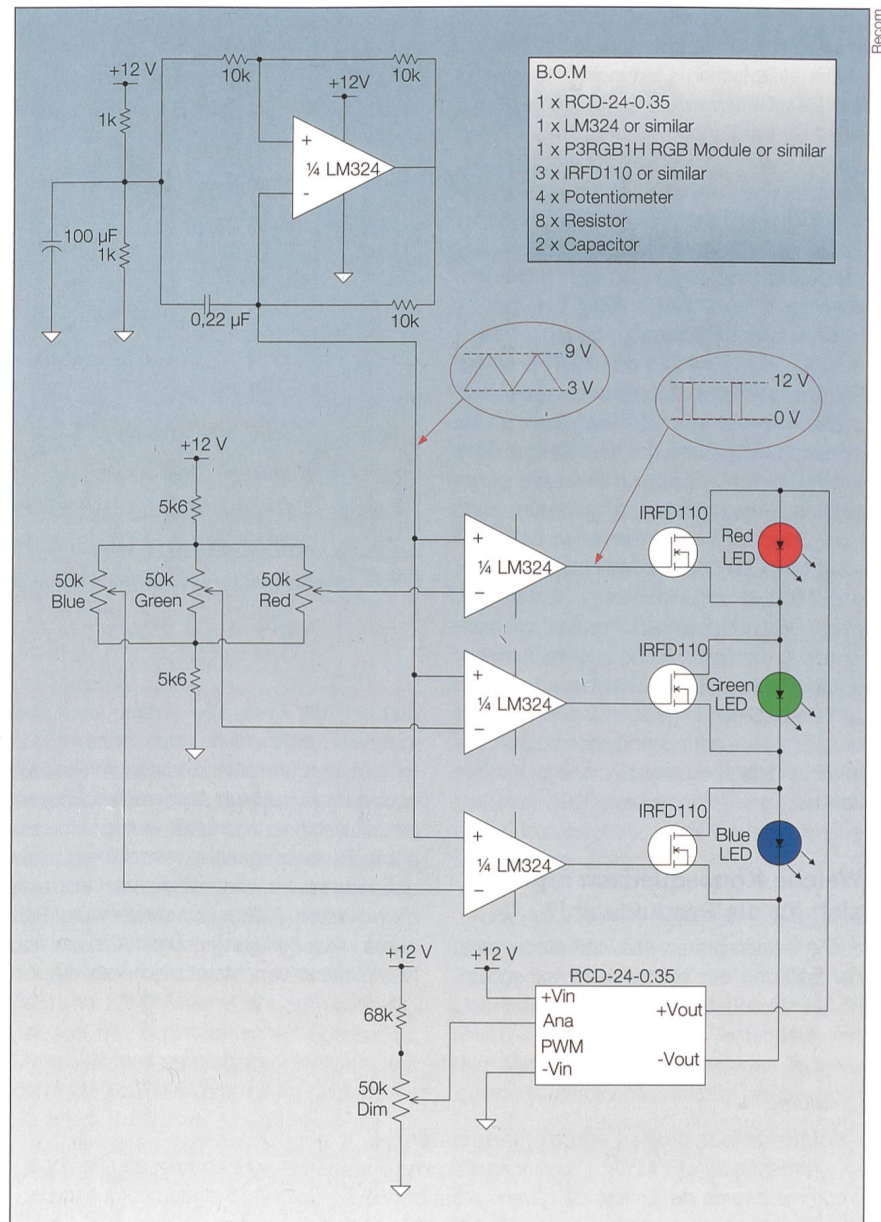 Recom
+12 V
10k
10k
1k
+12V
+
¼ LM324
-
100 µF
1k
0,22 µF
10k
B.O.M
1 x RCD-24-0.35
1 x LM324 or similar
1 x P3RGB1H RGB Module or similar
3 x IRFD110 or similar
4 x Potentiometer
8 x Resistor
2 x Capacitor
9 V
3 V
12 V
0 V
+12 V
5k6
50k
Blue
50k
Green
50k
Red
5k6
+
¼ LM324
−
IRFD110
Red
LED
+
¼ LM324
−
IRFD110
Green
LED
+
¼ LM324
−
IRFD110
Blue
LED
+12 V
68k
50k
Dim
+12 V
RCD-24-0.35
+Vin
Ana
PWM
-Vin
+Vout
-Vout